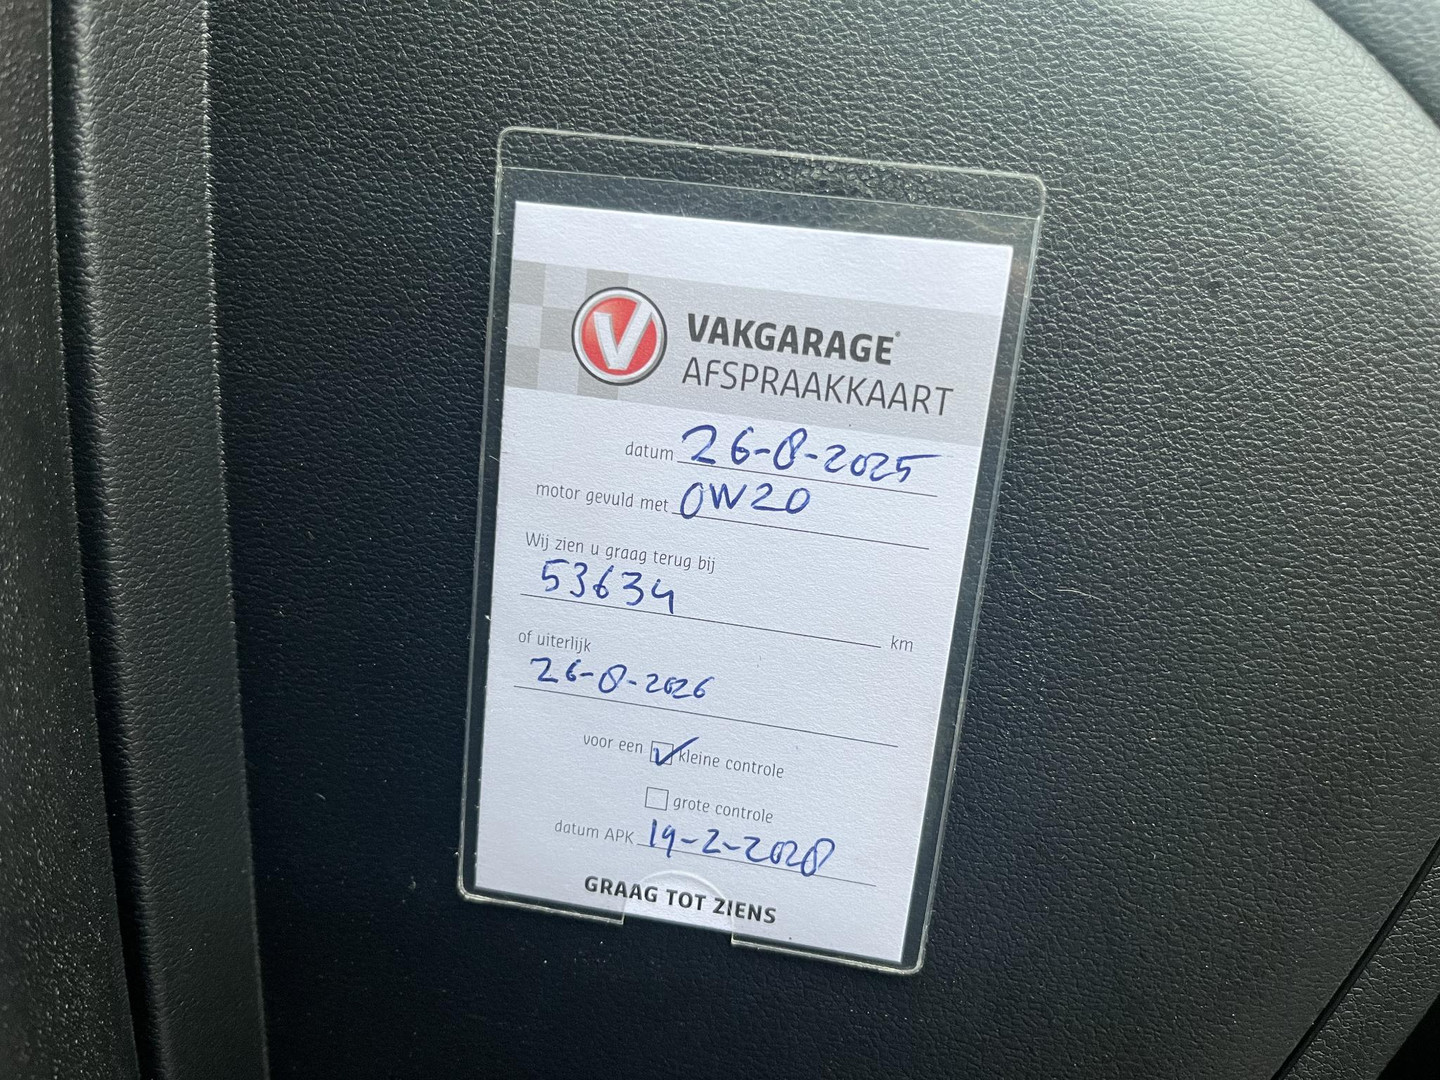 VAKGARAGE®
AFSPRAAKKAART
datum 26-8-2025
motor gevuld met 0W20
Wij zien u graag terug bij
53634 km
of uiterlijk
26-8-2026
voor een kleine controle
grote controle
datum APK 19-2-2028
GRAAG TOT ZIENS